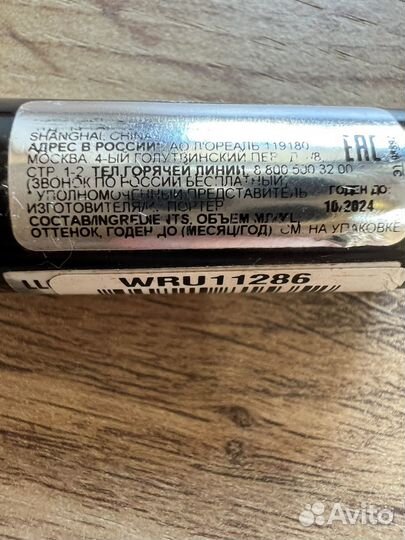 SHANGHAI, CHINA
АДРЕС В РОССИИ: АО Л'ОРЕАЛЬ 119180
МОСКВА, 4-ЫЙ ГОЛУТВИНСКИЙ ПЕР.
СТР. 1-2, ТЕЛ.ГОРЯЧЕЙ ЛИНИИ: 8 800 500 32 00
(ЗВОНОК ПО РОССИИ БЕСПЛАТНЫЙ)
* УПОЛНОМОЧЕННЫЙ ПРЕДСТАВИТЕЛЬ
ИЗГОТОВИТЕЛЯ/ИМПОРТЕР
ГОДЕН ДО:
10/2024
СОСТАВ/INGREDIENTS, ОБЪЕМ МЛ/FL
ОТТЕНОК, ГОДЕН ДО (МЕСЯЦ/ГОД) СМ. НА УПАКОВКЕ
EAC
WRU11286
Avito